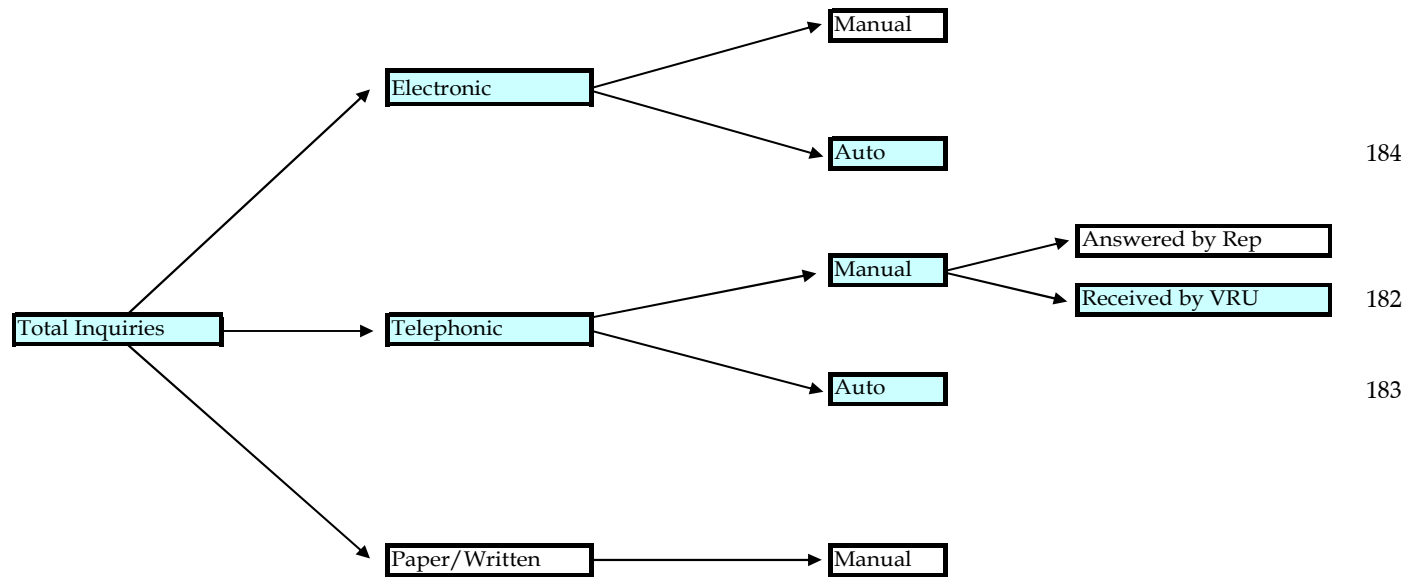 Manual
Electronic
Auto 184
Answered by Rep
Manual
Received by VRU 182
Total Inquiries Telephonic
Auto 183
Paper/Written Manual